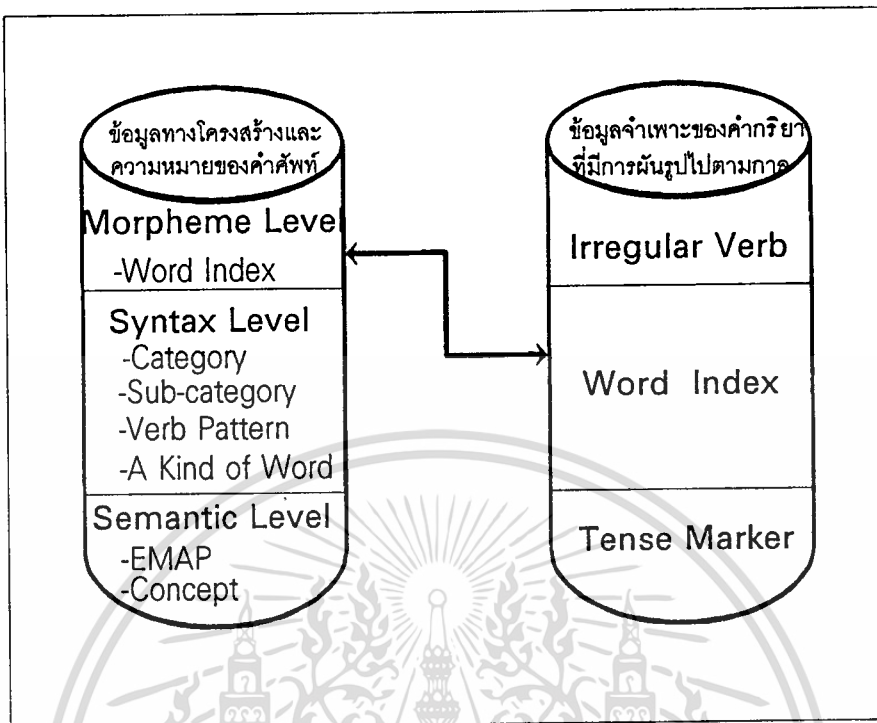 ข้อมูลทางโครงสร้างและ
ความหมายของคำศัพท์
Morpheme Level
-Word Index
Syntax Level
-Category
-Sub-category
-Verb Pattern
-A Kind of Word
Semantic Level
-EMAP
-Concept
ข้อมูลจำเพาะของคำกริยา
ที่มีการผันรูปไปตามกาล
Irregular Verb
Word Index
Tense Marker